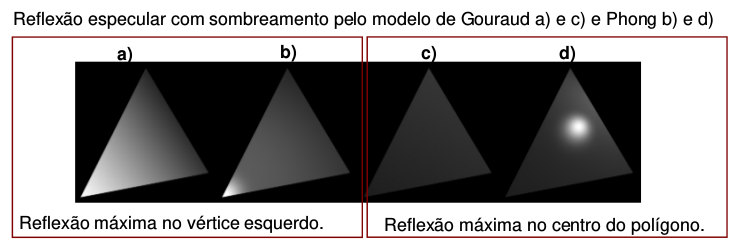 Reflexão especular com sombreamento pelo modelo de Gouraud a) e c) e Phong b) e d)
a) b) c) d)
Reflexão máxima no vértice esquerdo.
Reflexão máxima no centro do polígono.